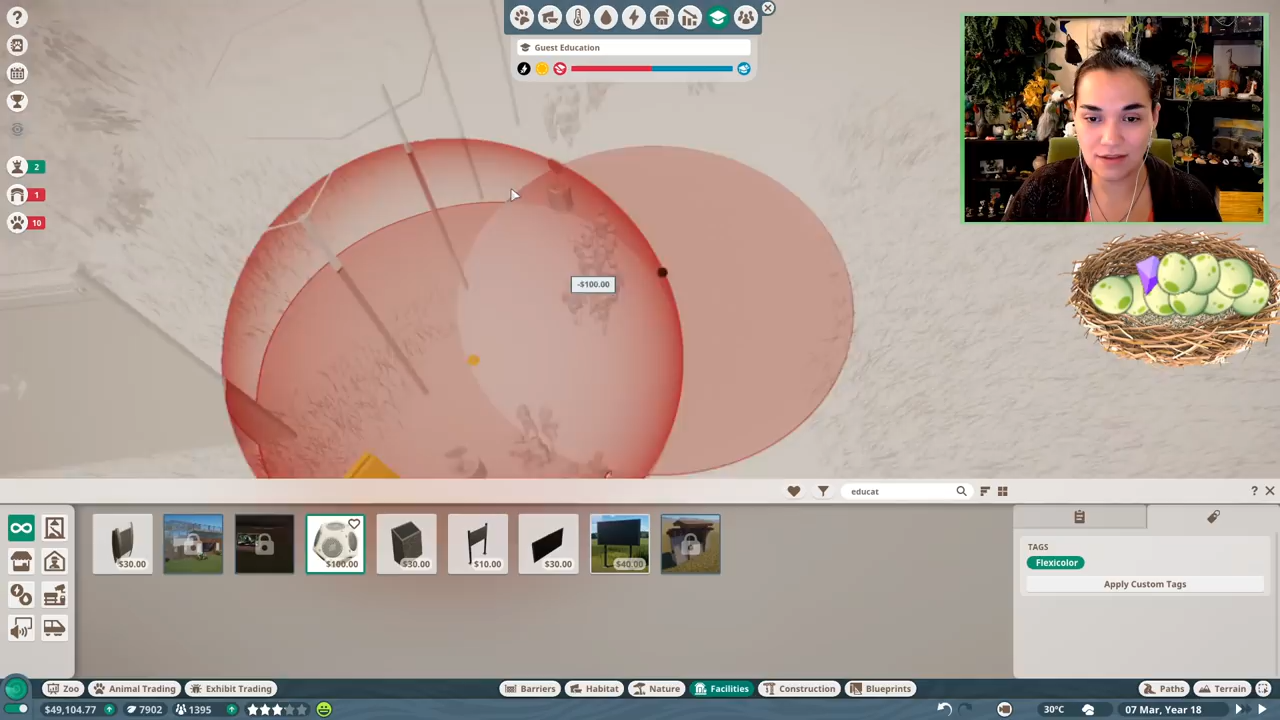 ?
Guest Education
2
1
10
-$100.00
educat
?
$30.00
$100.00
$30.00
$10.00
$30.00
$40.00
TAGS
Flexicolor
Apply Custom Tags
Zoo
Animal Trading
Exhibit Trading
Barriers
Habitat
Nature
Facilities
Construction
Blueprints
Paths
Terrain
$49,104.77
7902
1395
30°C
07 Mar, Year 18